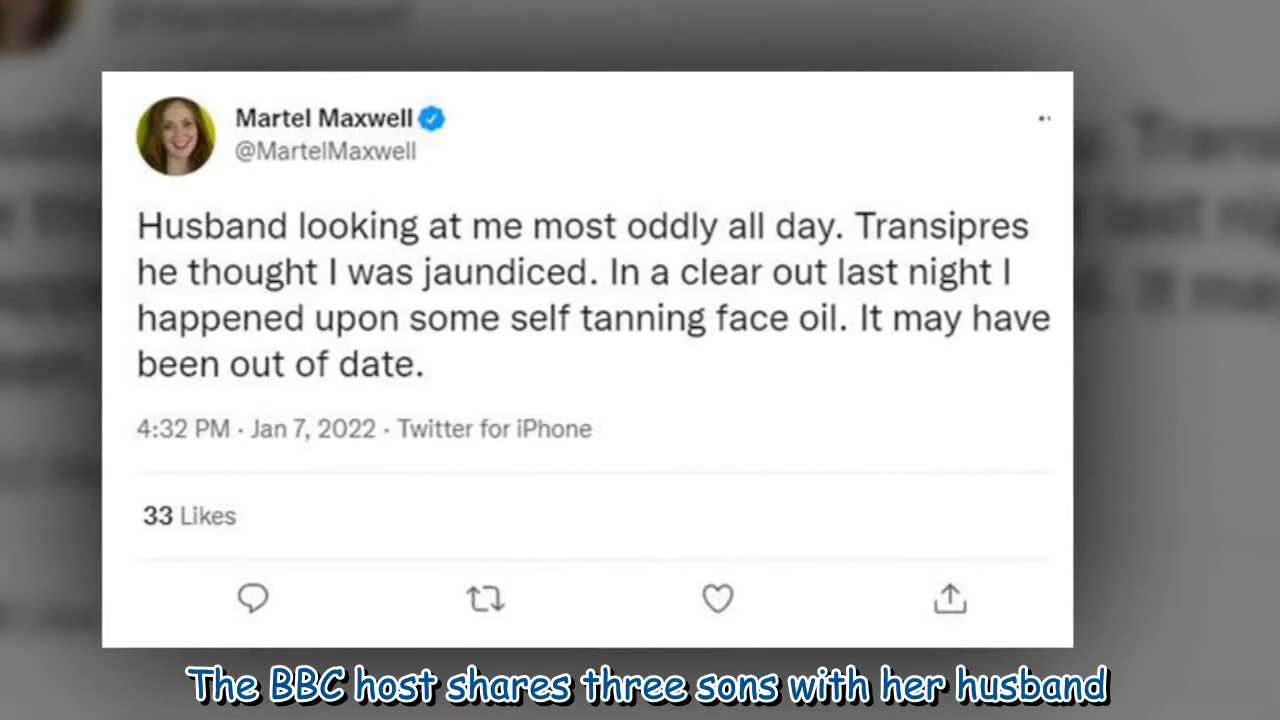 Martel Maxwell
@MartelMaxwell
Husband looking at me most oddly all day. Transipres
he thought I was jaundiced. In a clear out last night I
happened upon some self tanning face oil. It may have
been out of date.
4:32 PM · Jan 7, 2022 · Twitter for iPhone
33 Likes
The BBC host shares three sons with her husband